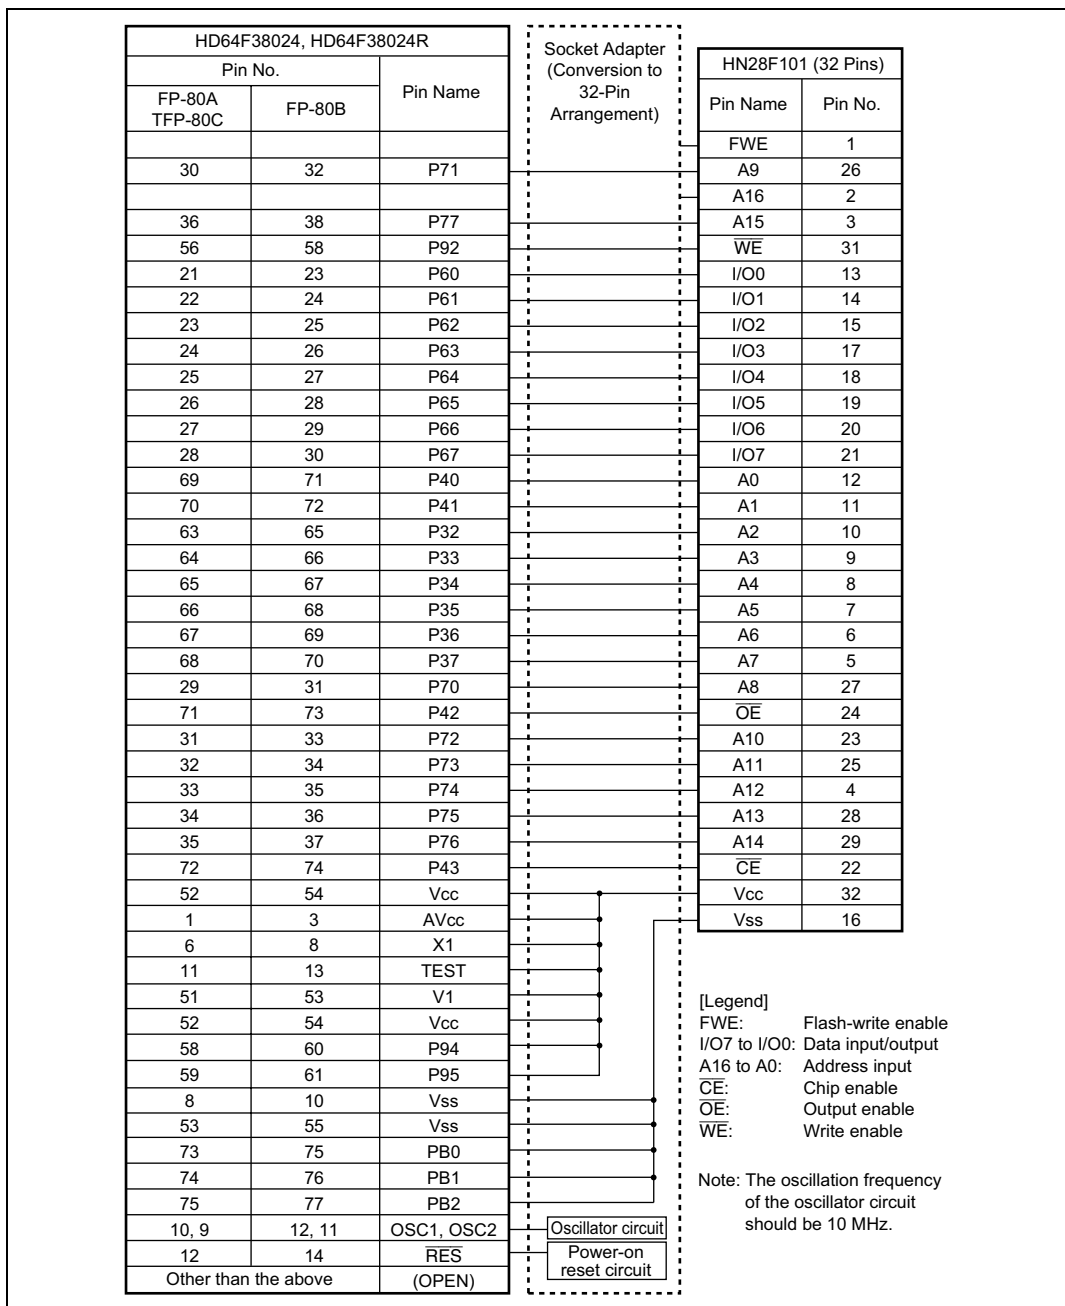 HD64F38024, HD64F38024R
Pin No.
Pin Name
FP-80A
TFP-80C
FP-80B
Socket Adapter
(Conversion to
32-Pin
Arrangement)
HN28F101 (32 Pins)
Pin Name Pin No.
FWE 1
30 32 P71 A9 26
A16 2
36 38 P77 A15 3
56 58 P92 W̅E̅ 31
21 23 P60 I/O0 13
22 24 P61 I/O1 14
23 25 P62 I/O2 15
24 26 P63 I/O3 17
25 27 P64 I/O4 18
26 28 P65 I/O5 19
27 29 P66 I/O6 20
28 30 P67 I/O7 21
69 71 P40 A0 12
70 72 P41 A1 11
63 65 P32 A2 10
64 66 P33 A3 9
65 67 P34 A4 8
66 68 P35 A5 7
67 69 P36 A6 6
68 70 P37 A7 5
29 31 P70 A8 27
71 73 P42 O̅E̅ 24
31 33 P72 A10 23
32 34 P73 A11 25
33 35 P74 A12 4
34 36 P75 A13 28
35 37 P76 A14 29
72 74 P43 C̅E̅ 22
52 54 Vcc Vcc 32
1 3 AVcc Vss 16
6 8 X1
11 13 TEST
51 53 V1
52 54 Vcc
58 60 P94
59 61 P95
8 10 Vss
53 55 Vss
73 75 PB0
74 76 PB1
75 77 PB2
10, 9 12, 11 OSC1, OSC2 Oscillator circuit
12 14 R̅E̅S̅ Power-on
reset circuit
Other than the above (OPEN)
[Legend]
FWE: Flash-write enable
I/O7 to I/O0: Data input/output
A16 to A0: Address input
C̅E̅: Chip enable
O̅E̅: Output enable
W̅E̅: Write enable
Note: The oscillation frequency
of the oscillator circuit
should be 10 MHz.